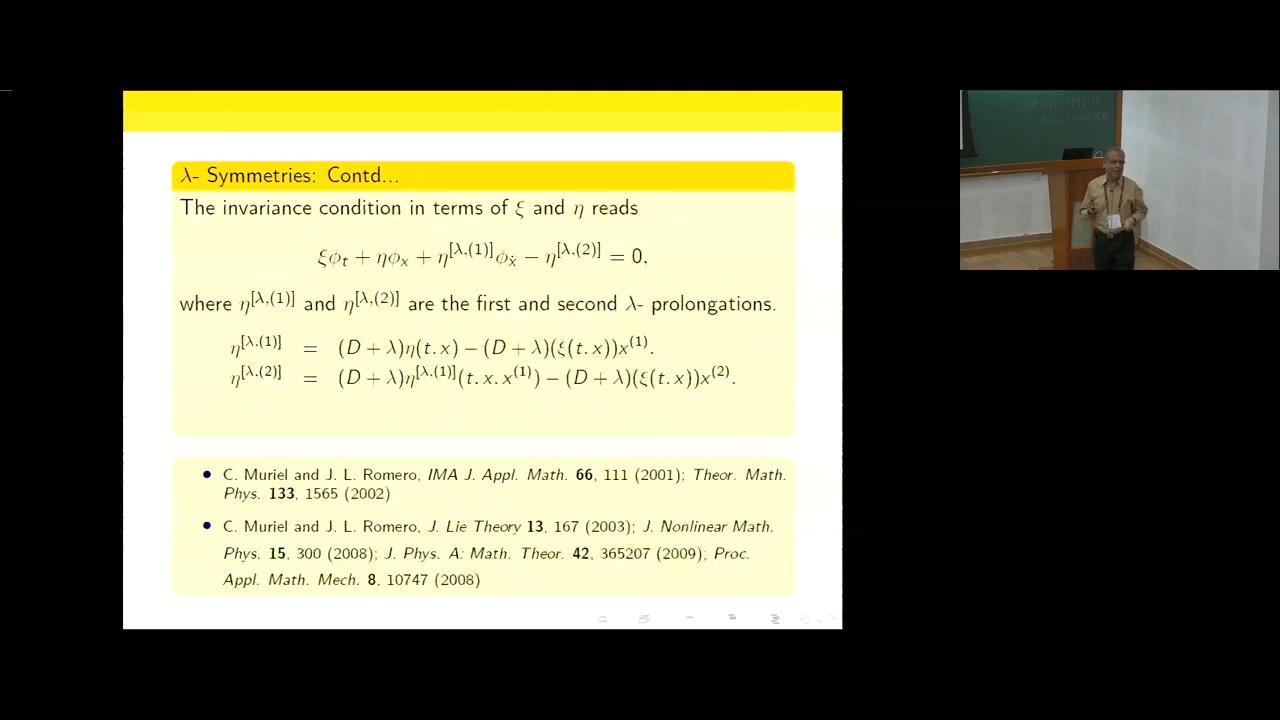 λ- Symmetries: Contd...
The invariance condition in terms of ξ and η reads
ξϕₜ + ηϕₓ + η^[λ,(1)]ϕ_ẋ − η^[λ,(2)] = 0,
where η^[λ,(1)] and η^[λ,(2)] are the first and second λ- prolongations.
η^[λ,(1)] = (D + λ)η(t.x) − (D + λ)(ξ(t.x))x^(1).
η^[λ,(2)] = (D + λ)η^[λ,(1)](t.x.x^(1)) − (D + λ)(ξ(t.x))x^(2).
• C. Muriel and J. L. Romero, IMA J. Appl. Math. 66, 111 (2001); Theor. Math.
Phys. 133, 1565 (2002)
• C. Muriel and J. L. Romero, J. Lie Theory 13, 167 (2003); J. Nonlinear Math.
Phys. 15, 300 (2008); J. Phys. A: Math. Theor. 42, 365207 (2009); Proc.
Appl. Math. Mech. 8, 10747 (2008)